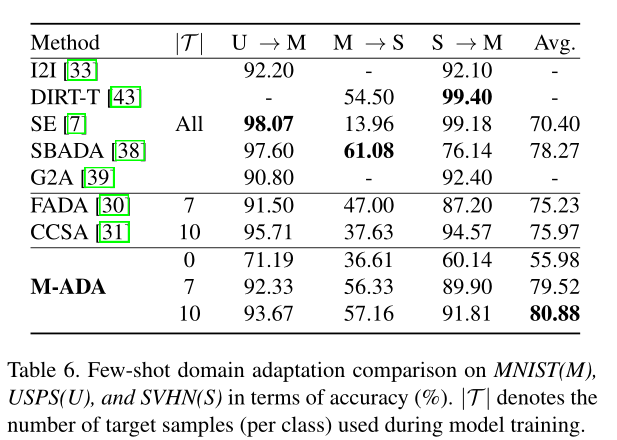 Method |T| U → M M → S S → M Avg.
I2I [33] 92.20 - 92.10 -
DIRT-T [43] - 54.50 99.40 -
SE [7] All 98.07 13.96 99.18 70.40
SBADA [38] 97.60 61.08 76.14 78.27
G2A [39] 90.80 - 92.40 -
FADA [30] 7 91.50 47.00 87.20 75.23
CCSA [31] 10 95.71 37.63 94.57 75.97
0 71.19 36.61 60.14 55.98
M-ADA 7 92.33 56.33 89.90 79.52
10 93.67 57.16 91.81 80.88
Table 6. Few-shot domain adaptation comparison on MNIST(M),
USPS(U), and SVHN(S) in terms of accuracy (%). |T| denotes the
number of target samples (per class) used during model training.